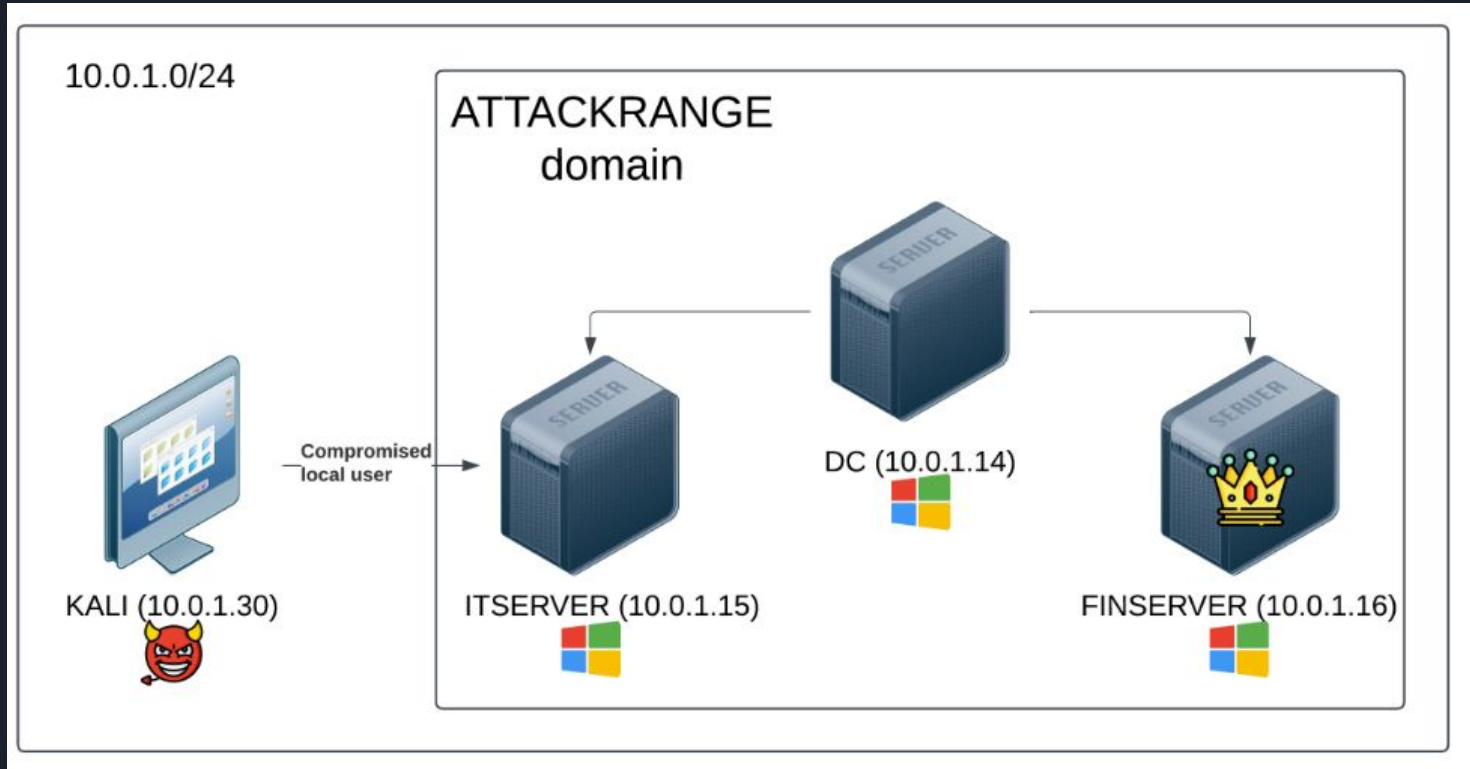 10.0.1.0/24
ATTACKRANGE
domain
SERVER
SERVER
SERVER
Compromised
local user
DC (10.0.1.14)
KALI (10.0.1.30)
ITSERVER (10.0.1.15)
FINSERVER (10.0.1.16)